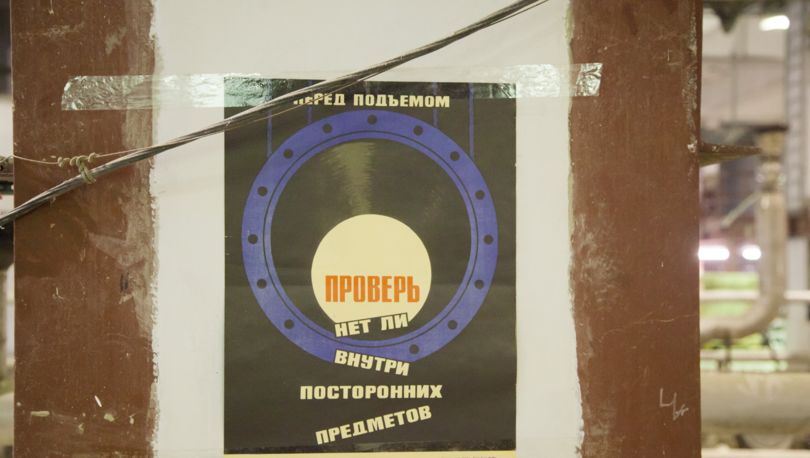 ПЕРЕД ПОДЪЕМОМ
ПРОВЕРЬ
НЕТ ЛИ
ВНУТРИ
ПОСТОРОННИХ
ПРЕДМЕТОВ